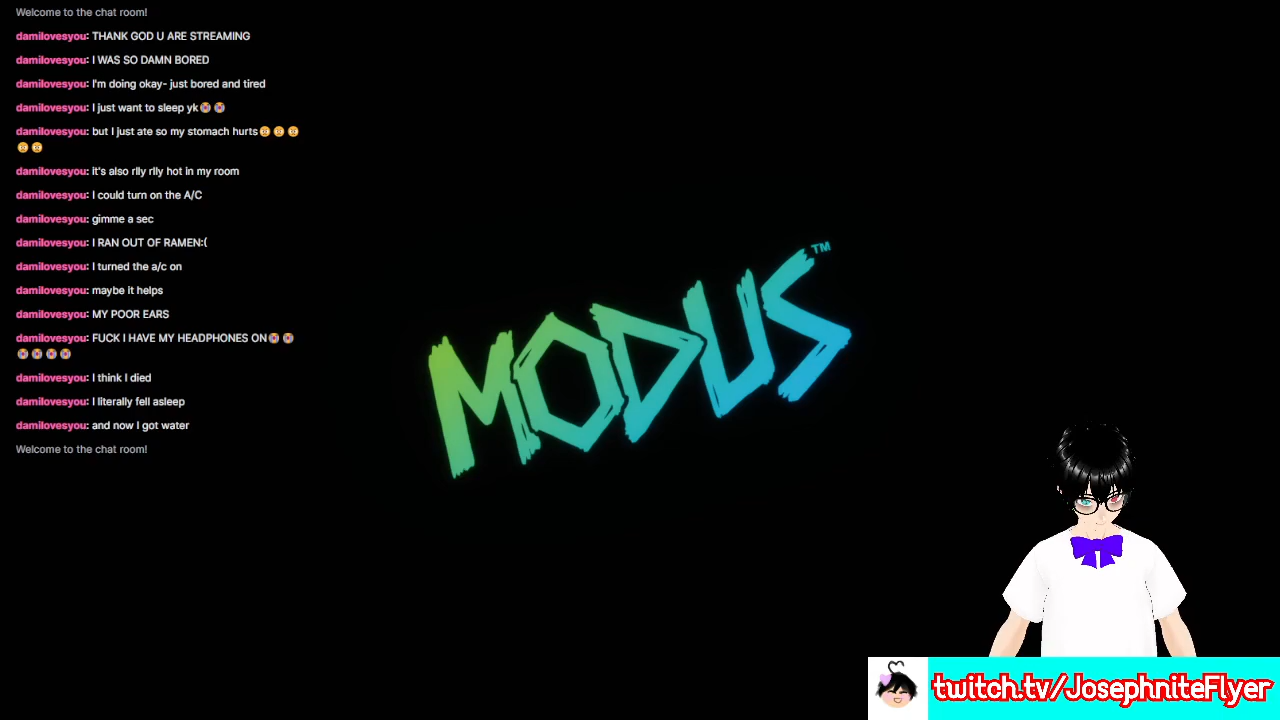 Welcome to the chat room!
damilovesyou: THANK GOD U ARE STREAMING
damilovesyou: I WAS SO DAMN BORED
damilovesyou: I'm doing okay- just bored and tired
damilovesyou: I just want to sleep yk😭😭
damilovesyou: but I just ate so my stomach hurts😳😳😳
😳😳
damilovesyou: it's also rlly rlly hot in my room
damilovesyou: I could turn on the A/C
damilovesyou: gimme a sec
damilovesyou: I RAN OUT OF RAMEN:(
damilovesyou: I turned the a/c on
damilovesyou: maybe it helps
damilovesyou: MY POOR EARS
damilovesyou: FUCK I HAVE MY HEADPHONES ON😭😭
😭😭😭😭
damilovesyou: I think I died
damilovesyou: I literally fell asleep
damilovesyou: and now I got water
Welcome to the chat room!
MODUS™
twitch.tv/JosephniteFlyer